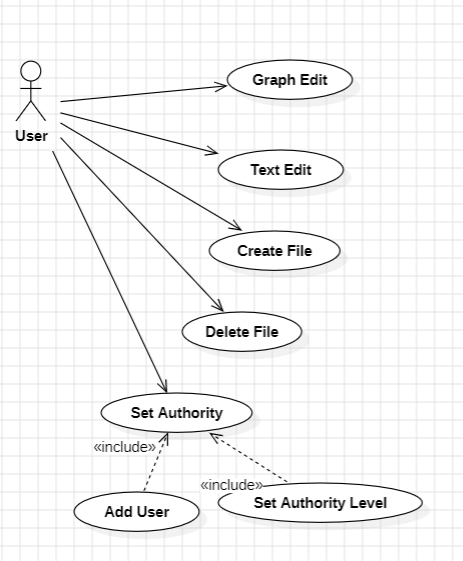 Graph Edit
User
Text Edit
Create File
Delete File
Set Authority
«include»
«include»
Set Authority Level
Add User